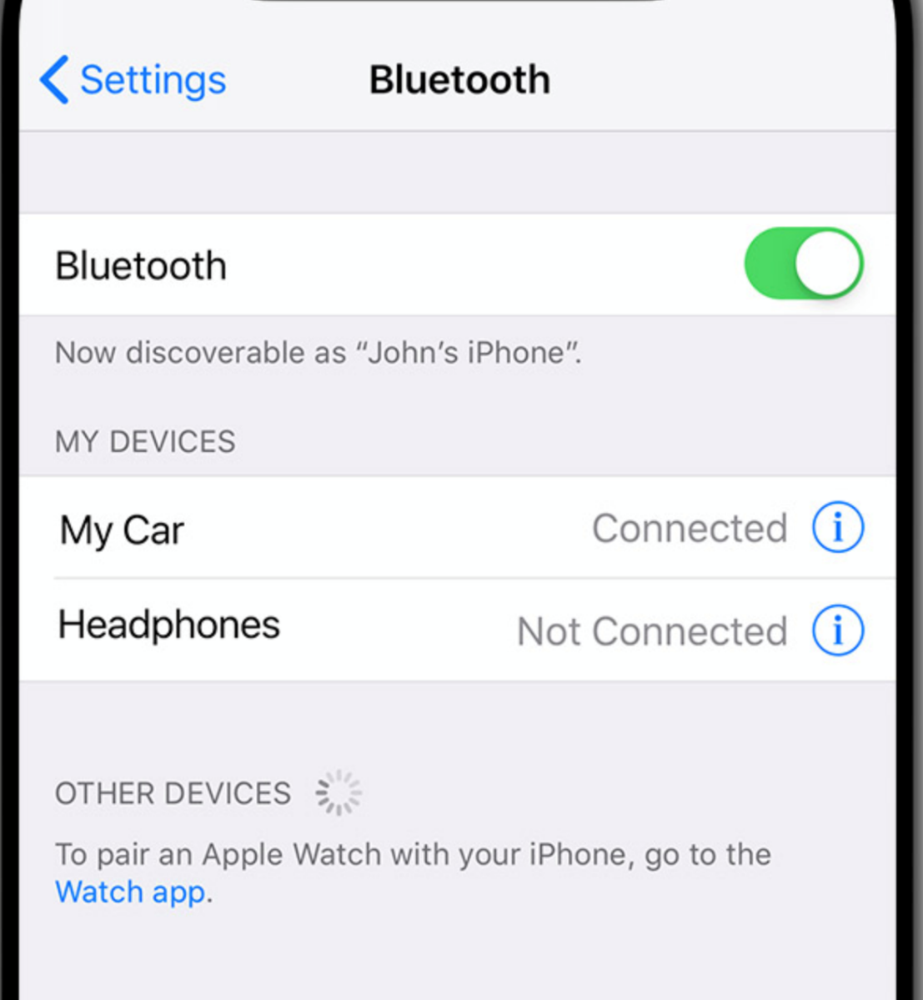 Settings
Bluetooth
Bluetooth
Now discoverable as “John’s iPhone”.
MY DEVICES
My Car Connected i
Headphones Not Connected i
OTHER DEVICES
To pair an Apple Watch with your iPhone, go to the
Watch app.